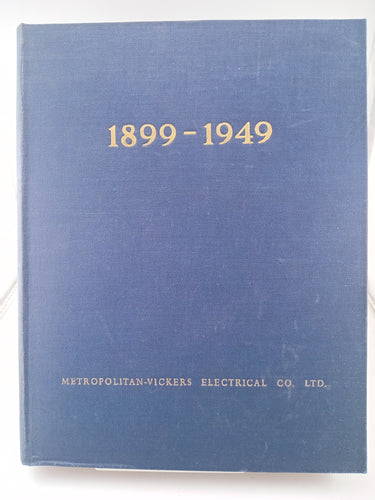 1899-1949
METROPOLITAN-VICKERS ELECTRICAL CO. LTD.